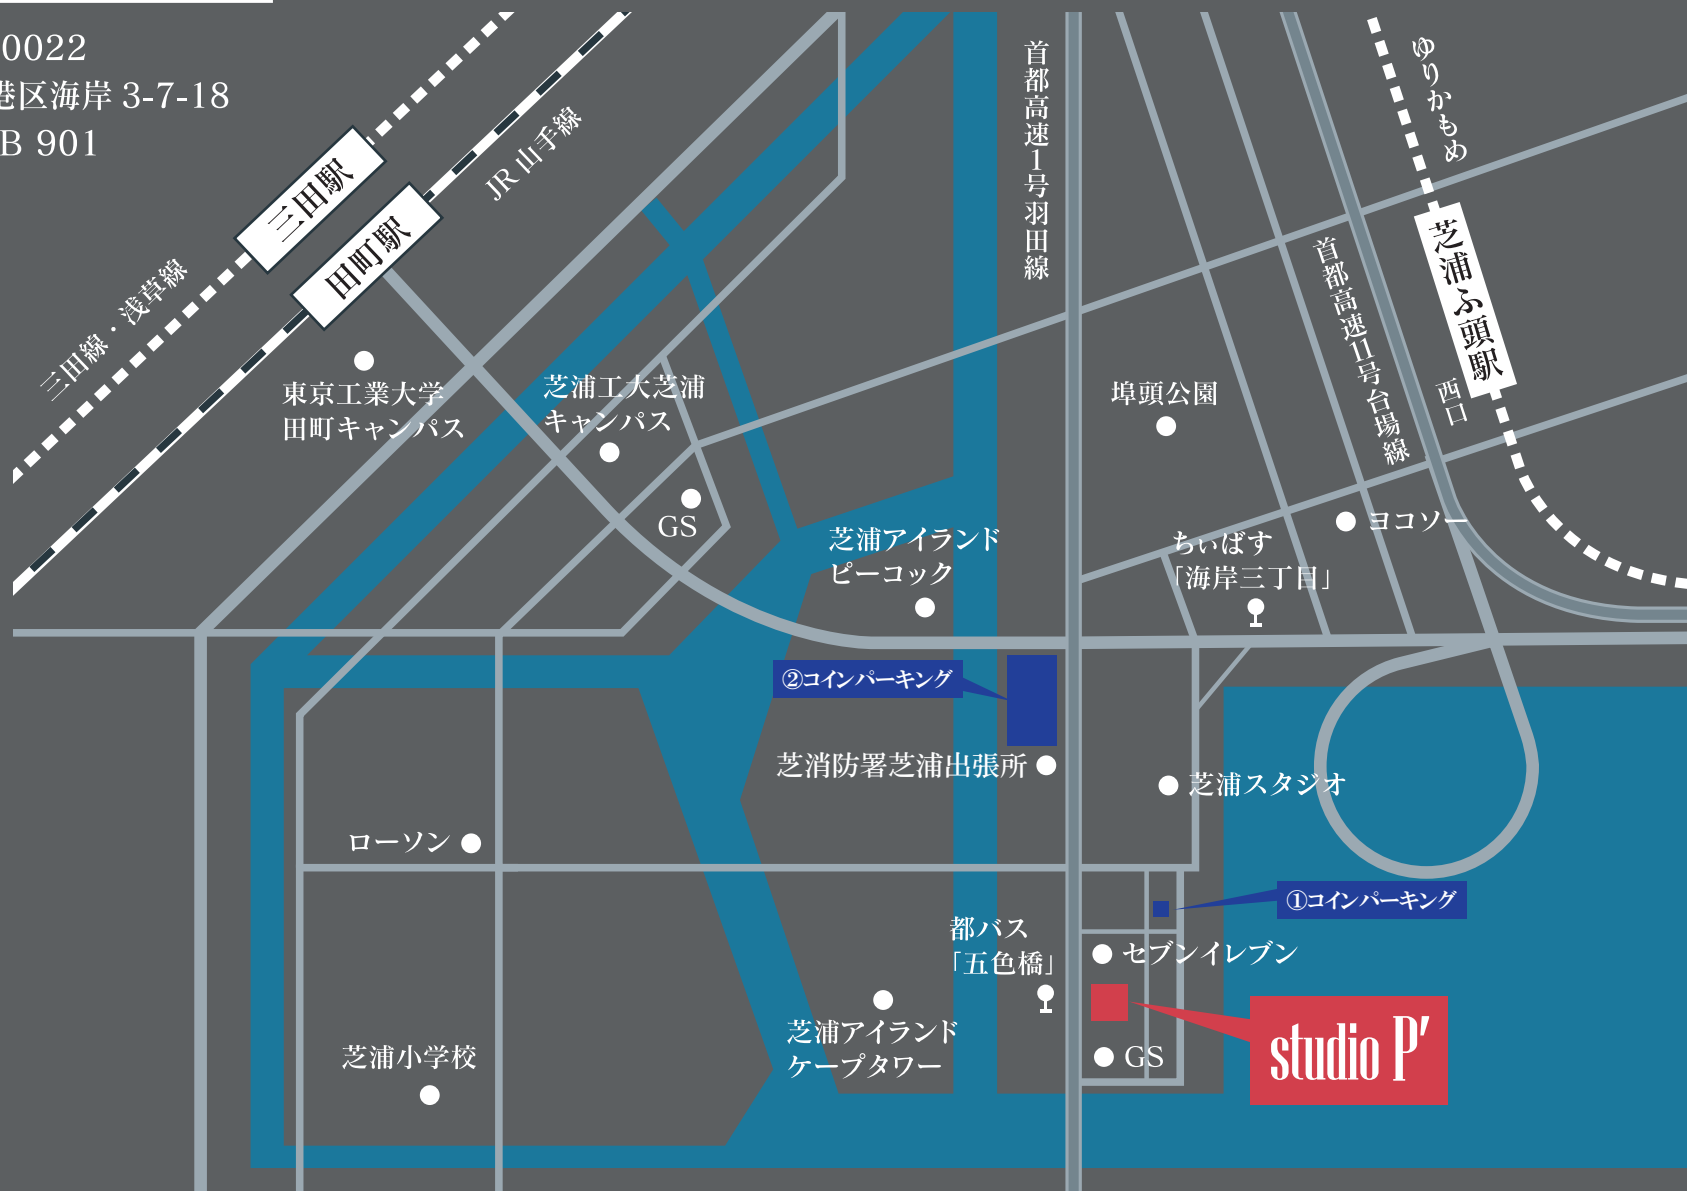 0022
港区海岸 3-7-18
B 901
三田駅
田町駅
JR 山手線
三田線・浅草線
首都高速1号羽田線
ゆりかもめ
芝浦ふ頭駅
西口
首都高速11号台場線
東京工業大学
田町キャンパス
芝浦工大芝浦
キャンパス
GS
埠頭公園
ヨコソー
芝浦アイランド
ピーコック
ちぃばす
「海岸三丁目」
②コインパーキング
芝消防署芝浦出張所
芝浦スタジオ
ローソン
①コインパーキング
都バス
「五色橋」
セブンイレブン
芝浦アイランド
ケープタワー
studio P'
GS
芝浦小学校